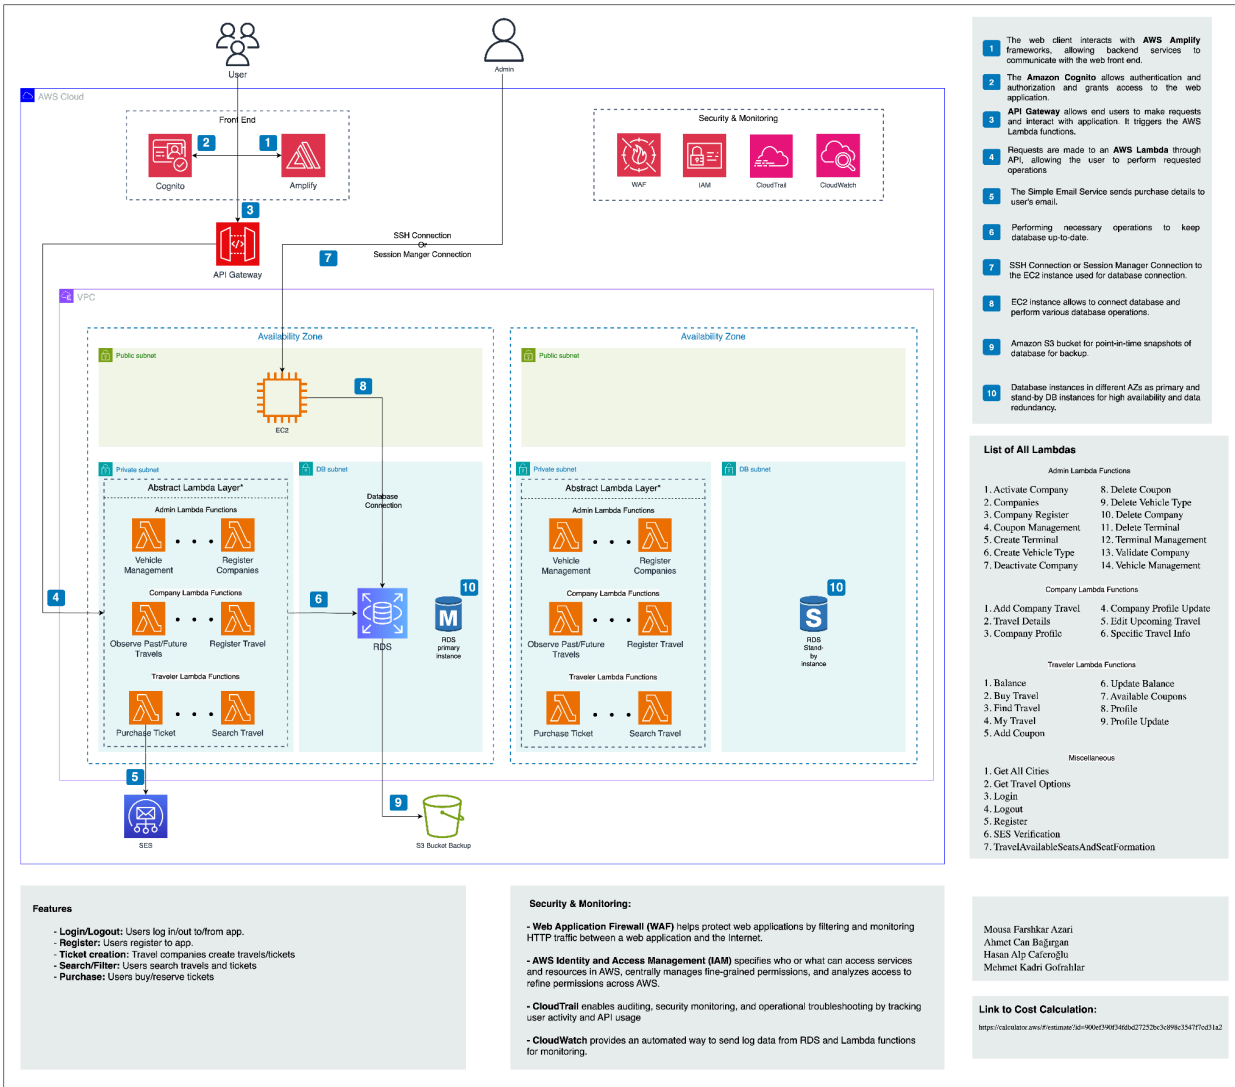 User
Admin
AWS Cloud
Front End
2
1
Cognito
Amplify
Security & Monitoring
WAF
IAM
CloudTrail
CloudWatch
3
API Gateway
SSH Connection
Or
Session Manger Connection
7
VPC
Availability Zone
Public subnet
8
EC2
Private subnet
Abstract Lambda Layer*
Admin Lambda Functions
Vehicle
Management
Register
Companies
Company Lambda Functions
Observe Past/Future
Travels
Register Travel
Traveler Lambda Functions
Purchase Ticket
Search Travel
DB subnet
Database
Connection
4
6
RDS
10
M
RDS
primary
instance
Availability Zone
Public subnet
Private subnet
Abstract Lambda Layer*
Admin Lambda Functions
Vehicle
Management
Register
Companies
Company Lambda Functions
Observe Past/Future
Travels
Register Travel
Traveler Lambda Functions
Purchase Ticket
Search Travel
DB subnet
10
S
RDS
Stand-
by
instance
5
SES
9
S3 Bucket Backup
1
The web client interacts with AWS Amplify
frameworks, allowing backend services to
communicate with the web front end.
2
The Amazon Cognito allows authentication and
authorization and grants access to the web
application.
3
API Gateway allows end users to make requests
and interact with application. It triggers the AWS
Lambda functions.
4
Requests are made to an AWS Lambda through
API, allowing the user to perform requested
operations
5
The Simple Email Service sends purchase details to
user's email.
6
Performing necessary operations to keep
database up-to-date.
7
SSH Connection or Session Manager Connection to
the EC2 instance used for database connection.
8
EC2 instance allows to connect database and
perform various database operations.
9
Amazon S3 bucket for point-in-time snapshots of
database for backup.
10
Database instances in different AZs as primary and
stand-by DB instances for high availability and data
redundancy.
List of All Lambdas
Admin Lambda Functions
1. Activate Company
2. Companies
3. Company Register
4. Coupon Management
5. Create Terminal
6. Create Vehicle Type
7. Deactivate Company
8. Delete Coupon
9. Delete Vehicle Type
10. Delete Company
11. Delete Terminal
12. Terminal Management
13. Validate Company
14. Vehicle Management
Company Lambda Functions
1. Add Company Travel
2. Travel Details
3. Company Profile
4. Company Profile Update
5. Edit Upcoming Travel
6. Specific Travel Info
Traveler Lambda Functions
1. Balance
2. Buy Travel
3. Find Travel
4. My Travel
5. Add Coupon
6. Update Balance
7. Available Coupons
8. Profile
9. Profile Update
Miscellaneous
1. Get All Cities
2. Get Travel Options
3. Login
4. Logout
5. Register
6. SES Verification
7. TravelAvailableSeatsAndSeatFormation
Features
- Login/Logout: Users log in/out to/from app.
- Register: Users register to app.
- Ticket creation: Travel companies create travels/tickets
- Search/Filter: Users search travels and tickets
- Purchase: Users buy/reserve tickets
Security & Monitoring:
- Web Application Firewall (WAF) helps protect web applications by filtering and monitoring
HTTP traffic between a web application and the Internet.
- AWS Identity and Access Management (IAM) specifies who or what can access services
and resources in AWS, centrally manages fine-grained permissions, and analyzes access to
refine permissions across AWS.
- CloudTrail enables auditing, security monitoring, and operational troubleshooting by tracking
user activity and API usage
- CloudWatch provides an automated way to send log data from RDS and Lambda functions
for monitoring.
Mousa Farshkar Azari
Ahmet Can Bağırgan
Hasan Alp Caferoğlu
Mehmet Kadri Gofralılar
Link to Cost Calculation: